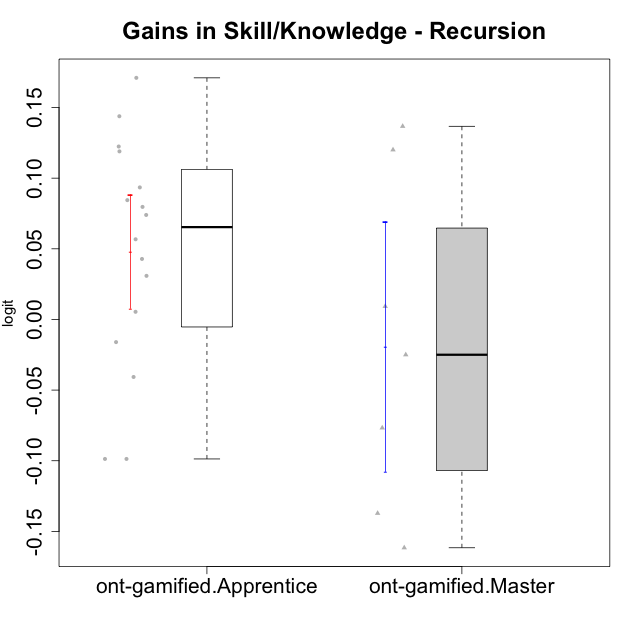 Gains in Skill/Knowledge - Recursion
logit
0.15
0.10
0.05
0.00
-0.05
-0.10
-0.15
ont-gamified.Apprentice
ont-gamified.Master